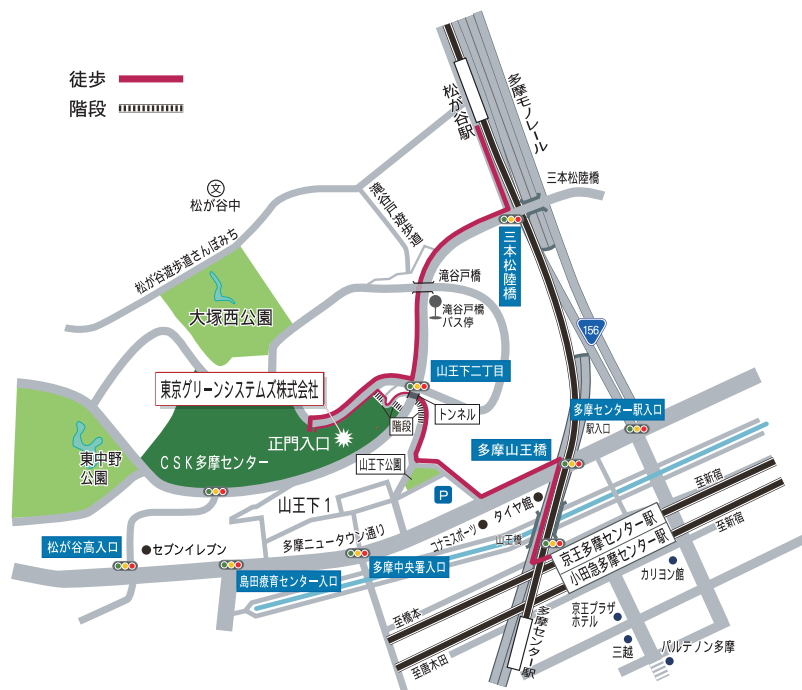 徒歩
階段
松が谷駅
多摩モノレール
文
松が谷中
滝谷戸遊歩道
三本松陸橋
三本松陸橋
松が谷遊歩道さんぽみち
滝谷戸橋
滝谷戸橋
バス停
大塚西公園
156
山王下二丁目
東京グリーンシステムズ株式会社
トンネル
階段
多摩センター駅入口
駅入口
正門入口
CSK多摩センター
多摩山王橋
山王下公園
東中野
公園
P
山王下1
ダイヤ館
コナミスポーツ
山王橋
至新宿
至新宿
多摩ニュータウン通り
松が谷高入口
セブンイレブン
島田療育センター入口
多摩中央署入口
京王多摩センター駅
小田急多摩センター駅
カリヨン館
至橋本
至唐木田
多摩センター駅
京王プラザ
ホテル
三越
パルテノン多摩